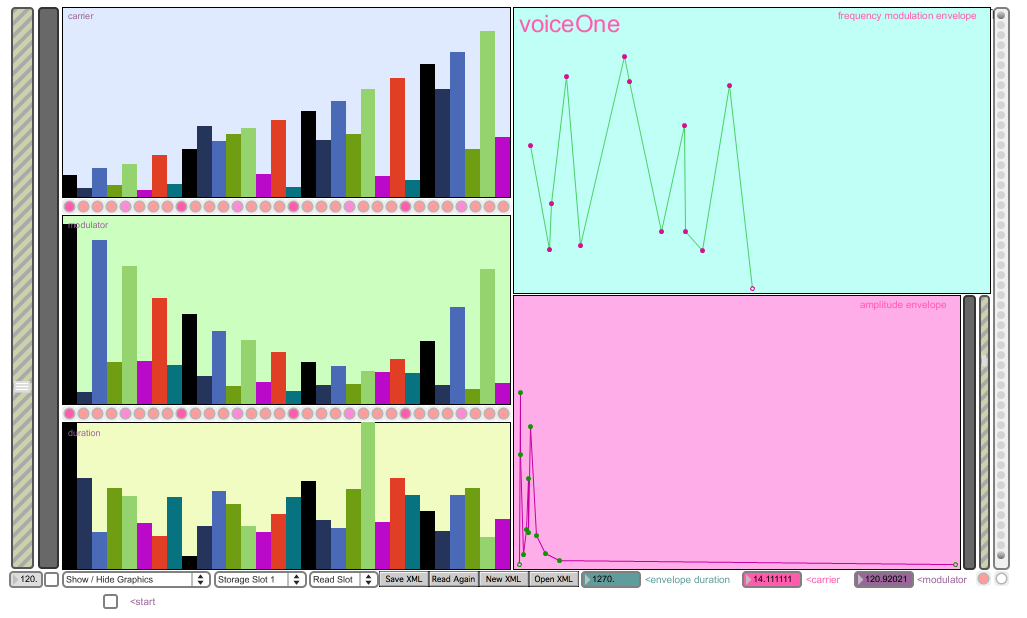 carrier
voiceOne
frequency modulation envelope
modulator
amplitude envelope
duration
120.
Show / Hide Graphics
Storage Slot 1
Read Slot
Save XML
Read Again
New XML
Open XML
1270.
<envelope duration
14.111111
<carrier
120.92021
<modulator
<start